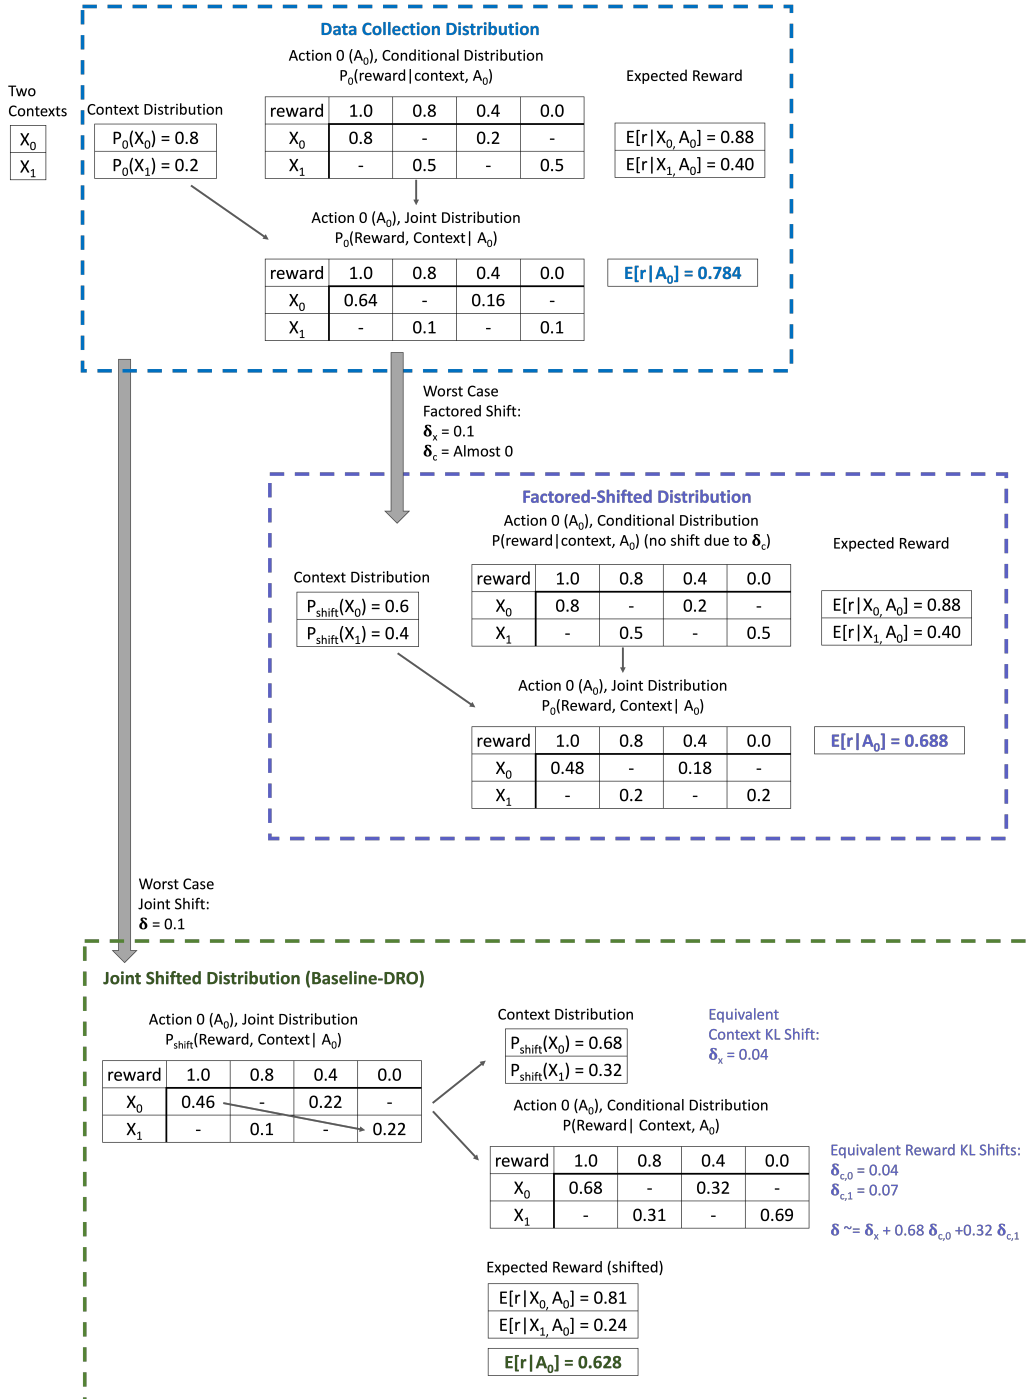 Data Collection Distribution
Action 0 (A0), Conditional Distribution
P0(reward|context, A0)
Expected Reward
Two
Contexts
X0
X1
Context Distribution
P0(X0) = 0.8
P0(X1) = 0.2
reward 1.0 0.8 0.4 0.0
X0 0.8 - 0.2 -
X1 - 0.5 - 0.5
E[r|X0, A0] = 0.88
E[r|X1, A0] = 0.40
Action 0 (A0), Joint Distribution
P0(Reward, Context| A0)
reward 1.0 0.8 0.4 0.0
X0 0.64 - 0.16 -
X1 - 0.1 - 0.1
E[r|A0] = 0.784
Worst Case
Factored Shift:
δx = 0.1
δc = Almost 0
Factored-Shifted Distribution
Action 0 (A0), Conditional Distribution
P(reward|context, A0) (no shift due to δc)
Expected Reward
Context Distribution
Pshift(X0) = 0.6
Pshift(X1) = 0.4
reward 1.0 0.8 0.4 0.0
X0 0.8 - 0.2 -
X1 - 0.5 - 0.5
E[r|X0, A0] = 0.88
E[r|X1, A0] = 0.40
Action 0 (A0), Joint Distribution
P0(Reward, Context| A0)
reward 1.0 0.8 0.4 0.0
X0 0.48 - 0.18 -
X1 - 0.2 - 0.2
E[r|A0] = 0.688
Worst Case
Joint Shift:
δ = 0.1
Joint Shifted Distribution (Baseline-DRO)
Action 0 (A0), Joint Distribution
Pshift(Reward, Context| A0)
reward 1.0 0.8 0.4 0.0
X0 0.46 - 0.22 -
X1 - 0.1 - 0.22
Context Distribution
Pshift(X0) = 0.68
Pshift(X1) = 0.32
Equivalent
Context KL Shift:
δx = 0.04
Action 0 (A0), Conditional Distribution
P(Reward| Context, A0)
reward 1.0 0.8 0.4 0.0
X0 0.68 - 0.32 -
X1 - 0.31 - 0.69
Equivalent Reward KL Shifts:
δc,0 = 0.04
δc,1 = 0.07
δ ~= δx + 0.68 δc,0 +0.32 δc,1
Expected Reward (shifted)
E[r|X0, A0] = 0.81
E[r|X1, A0] = 0.24
E[r|A0] = 0.628